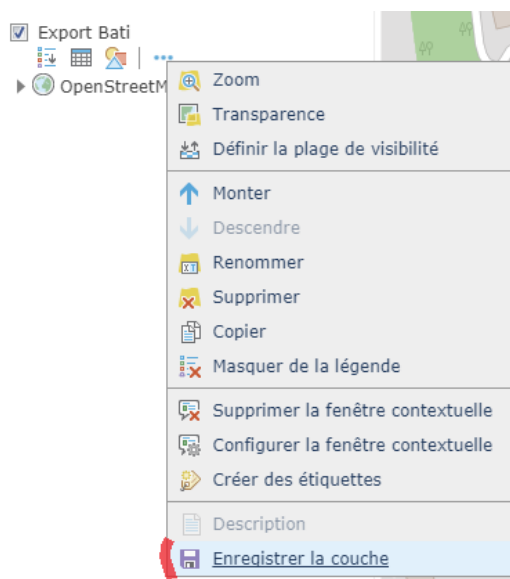 Export Bati
OpenStreetM
Zoom
Transparence
Définir la plage de visibilité
Monter
Descendre
Renommer
Supprimer
Copier
Masquer de la légende
Supprimer la fenêtre contextuelle
Configurer la fenêtre contextuelle
Créer des étiquettes
Description
Enregistrer la couche